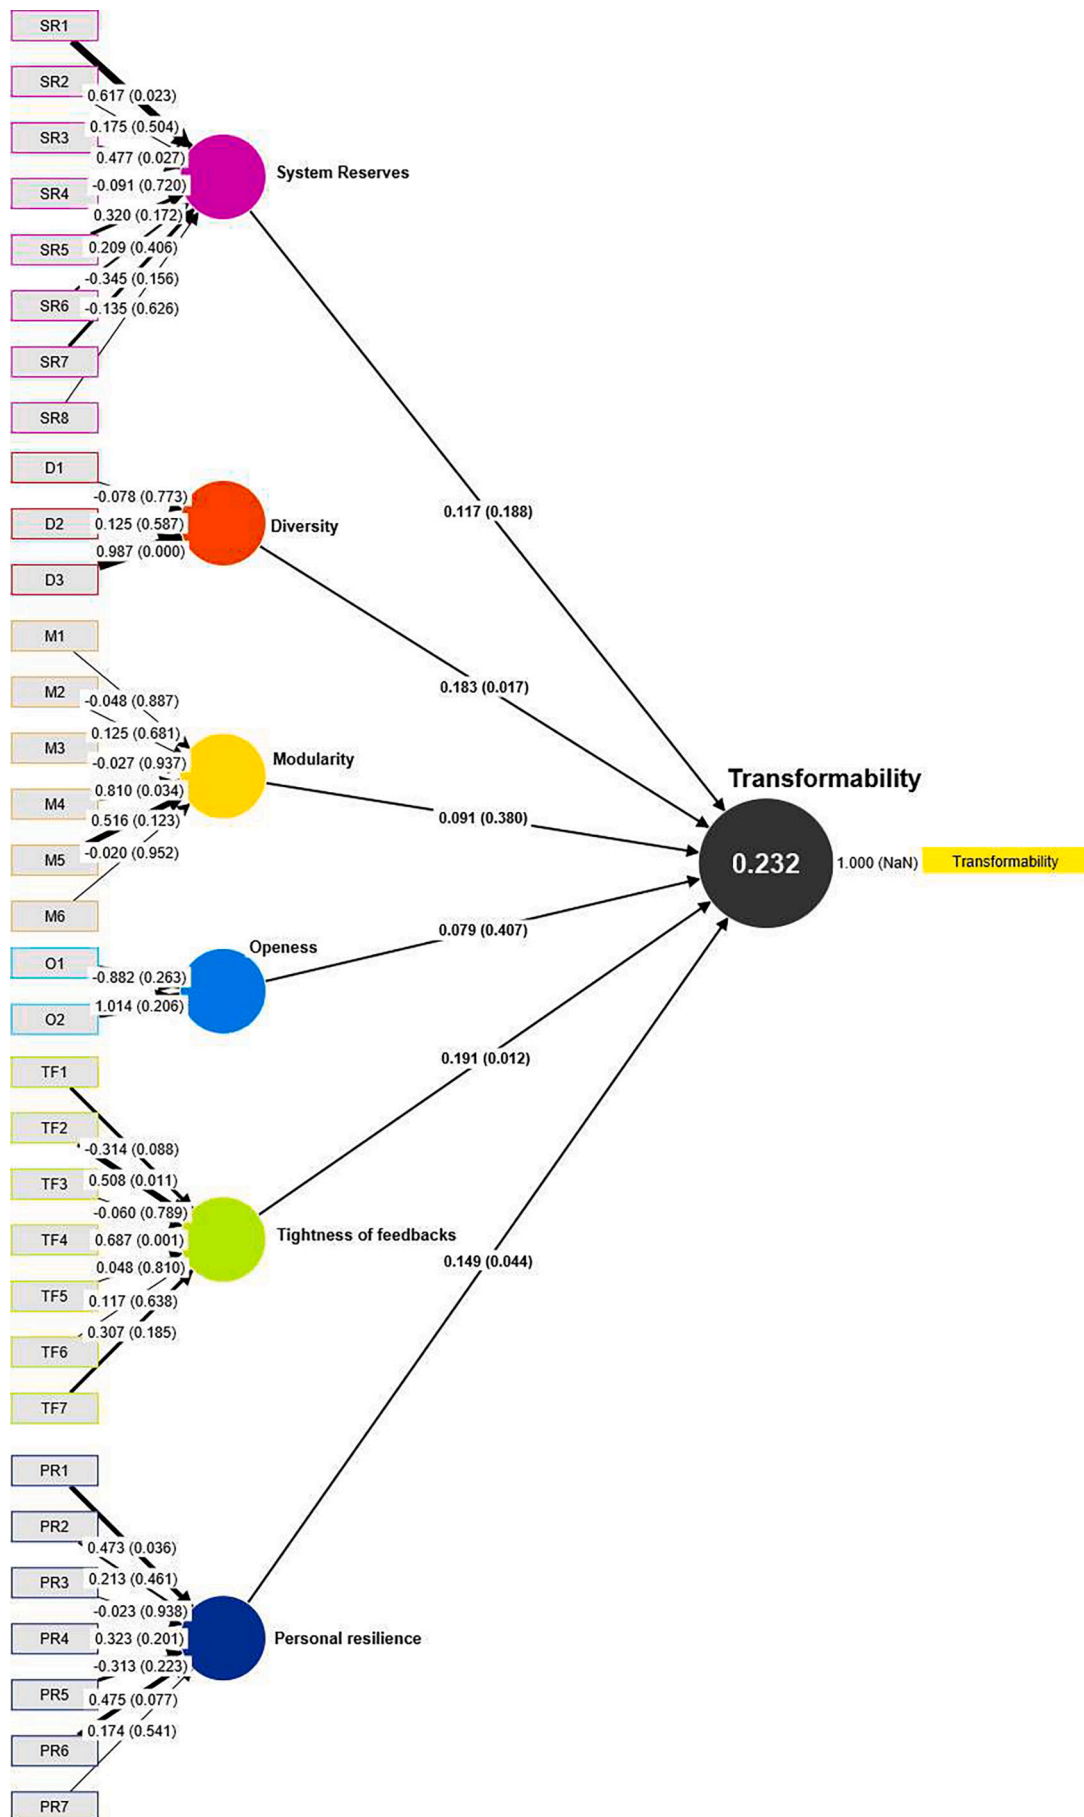 SR1
SR2
SR3
SR4
SR5
SR6
SR7
SR8
0.617 (0.023)
0.175 (0.504)
0.477 (0.027)
-0.091 (0.720)
0.320 (0.172)
0.209 (0.406)
-0.345 (0.156)
-0.135 (0.626)
System Reserves
D1
D2
D3
-0.078 (0.773)
0.125 (0.587)
0.987 (0.000)
Diversity
M1
M2
M3
M4
M5
M6
-0.048 (0.887)
0.125 (0.681)
-0.027 (0.937)
0.810 (0.034)
0.516 (0.123)
-0.020 (0.952)
Modularity
O1
O2
-0.882 (0.263)
1.014 (0.206)
Openess
TF1
TF2
TF3
TF4
TF5
TF6
TF7
-0.314 (0.088)
0.508 (0.011)
-0.060 (0.789)
0.687 (0.001)
0.048 (0.810)
0.117 (0.638)
0.307 (0.185)
Tightness of feedbacks
PR1
PR2
PR3
PR4
PR5
PR6
PR7
0.473 (0.036)
0.213 (0.461)
-0.023 (0.938)
0.323 (0.201)
-0.313 (0.223)
0.475 (0.077)
0.174 (0.541)
Personal resilience
0.117 (0.188)
0.183 (0.017)
0.091 (0.380)
0.079 (0.407)
0.191 (0.012)
0.149 (0.044)
Transformability
0.232
1.000 (NaN)
Transformability